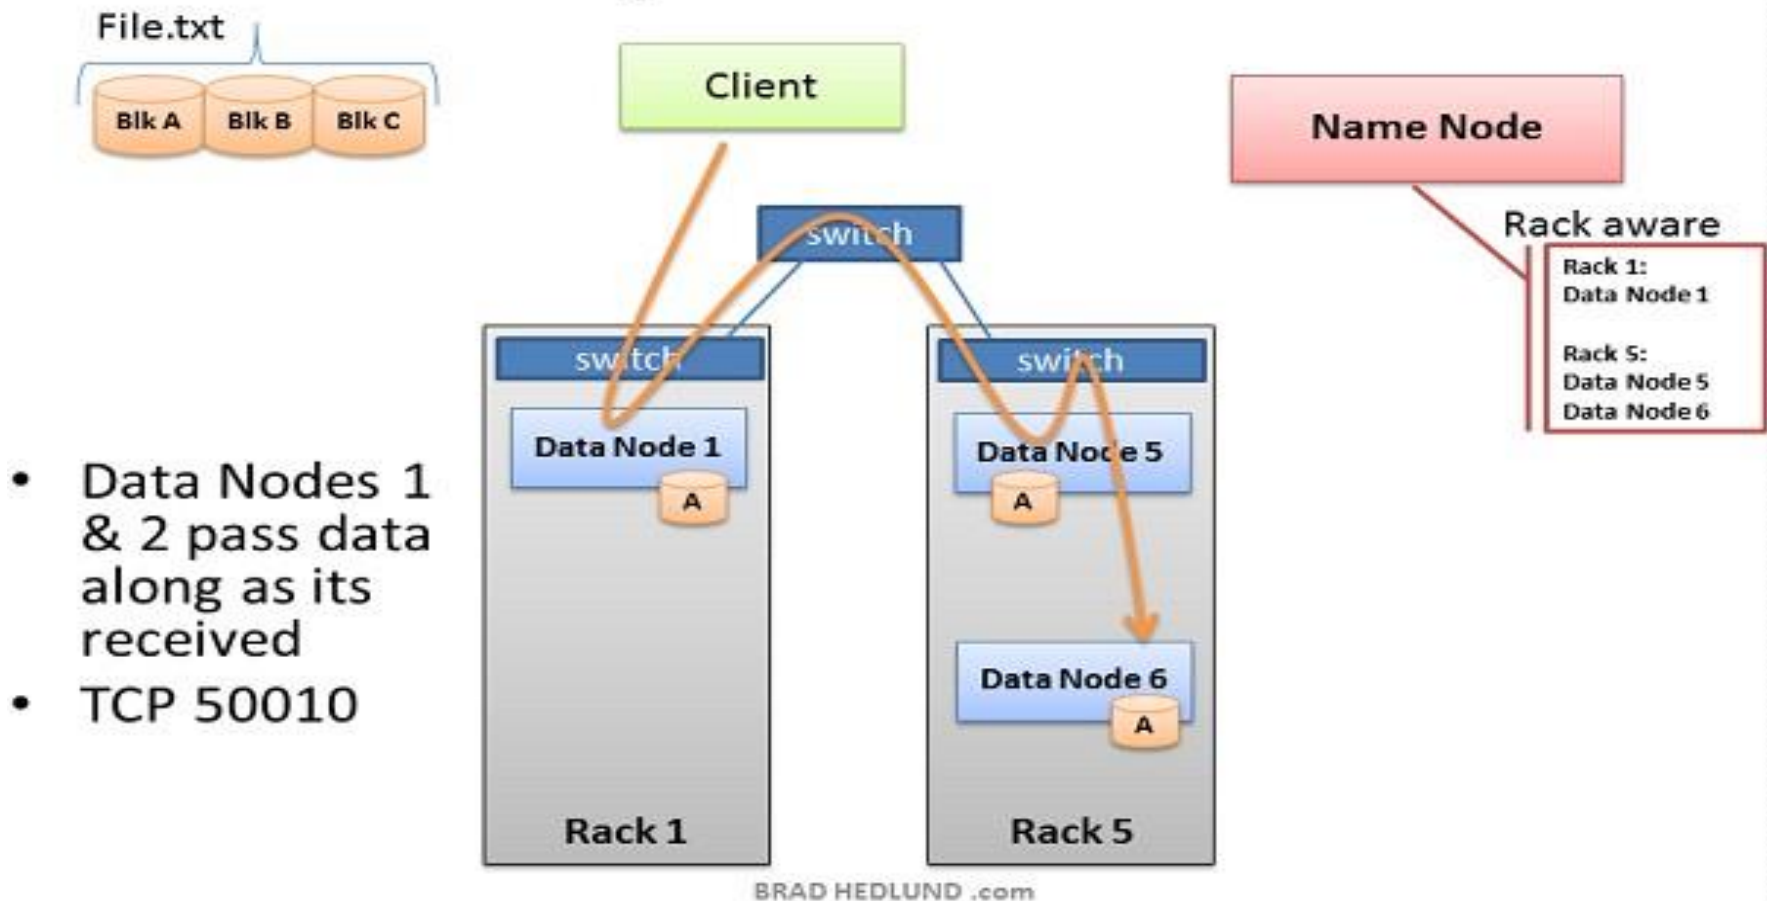 File.txt
Blk A
Blk B
Blk C
Client
Name Node
switch
Rack aware
Rack 1:
Data Node 1
Rack 5:
Data Node 5
Data Node 6
switch
Data Node 1
A
Rack 1
switch
Data Node 5
A
Data Node 6
A
Rack 5
• Data Nodes 1
& 2 pass data
along as its
received
• TCP 50010
BRAD HEDLUND .com